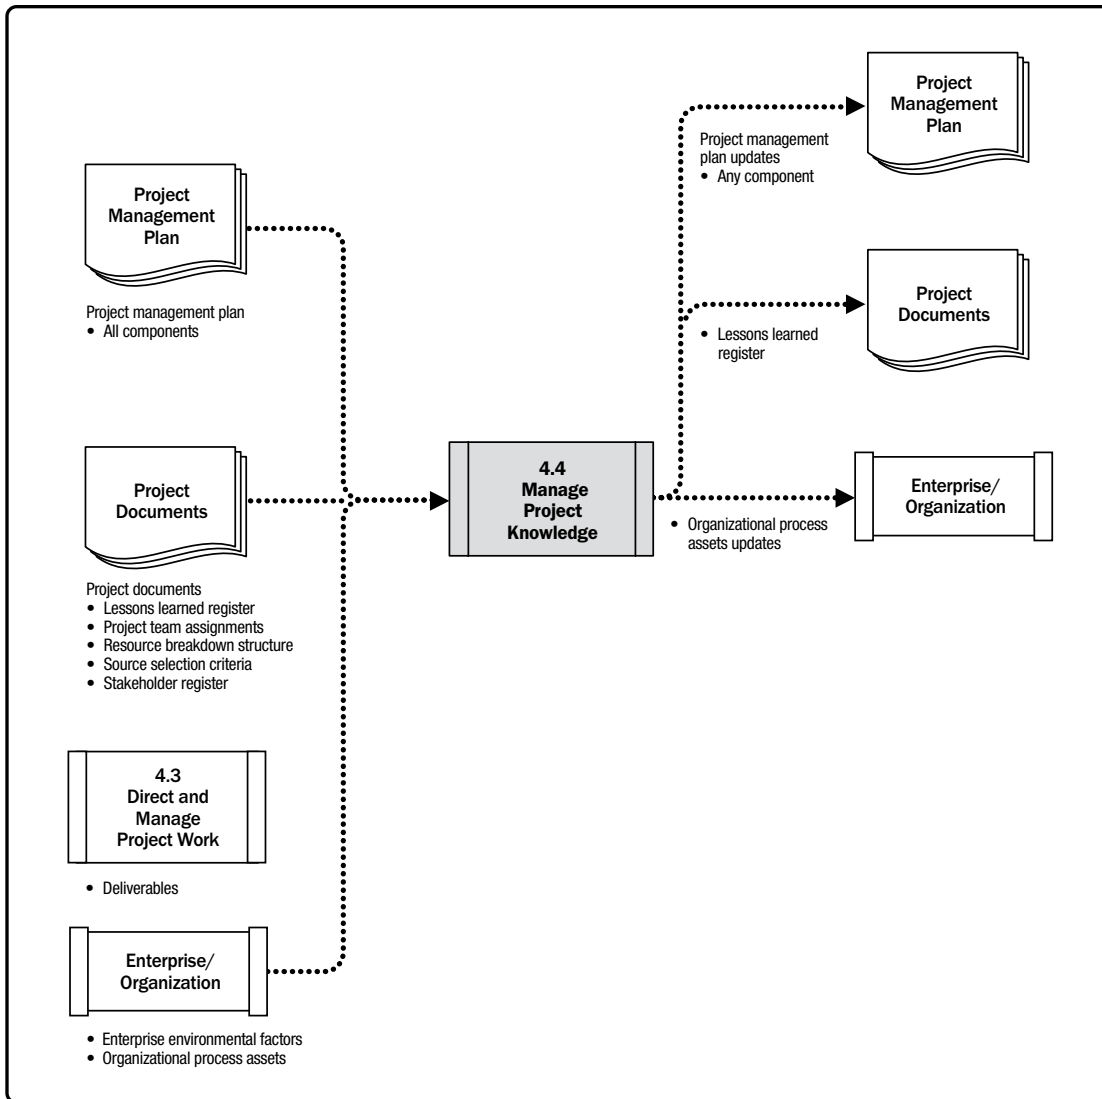 Project
Management
Plan
Project management plan
• All components
Project
Documents
Project documents
• Lessons learned register
• Project team assignments
• Resource breakdown structure
• Source selection criteria
• Stakeholder register
4.3
Direct and
Manage
Project Work
• Deliverables
Enterprise/
Organization
• Enterprise environmental factors
• Organizational process assets
4.4
Manage
Project
Knowledge
Project management
plan updates
• Any component
Project
Management
Plan
• Lessons learned
register
Project
Documents
• Organizational process
assets updates
Enterprise/
Organization